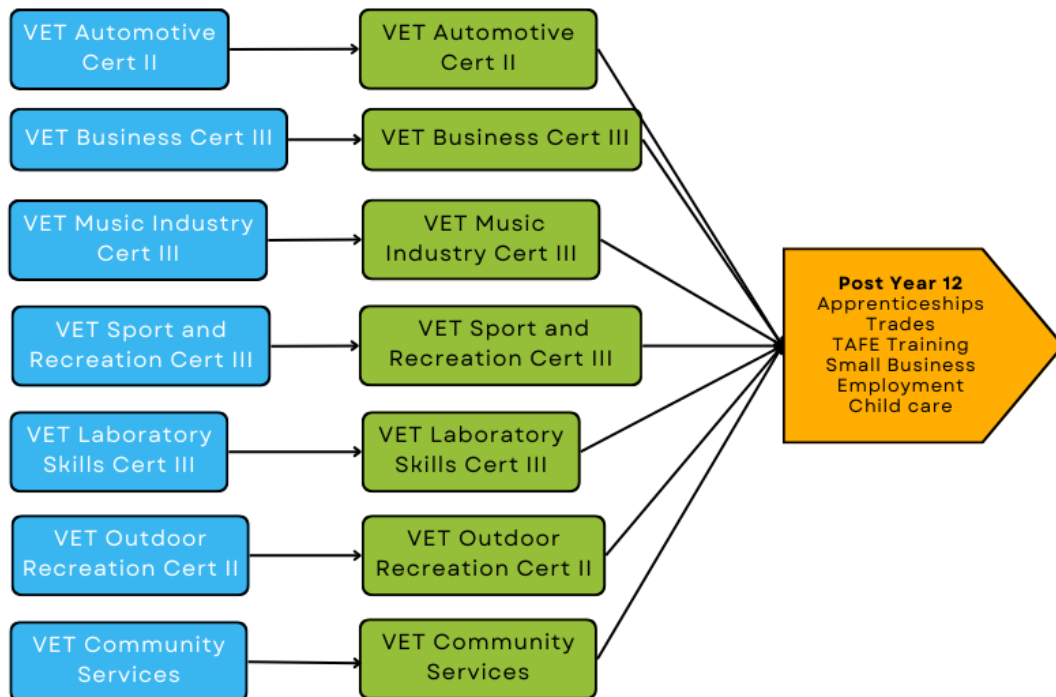 VET Automotive
Cert II
VET Automotive
Cert II
VET Business Cert III
VET Business Cert III
VET Music Industry
Cert III
VET Music
Industry Cert III
VET Sport and
Recreation Cert III
VET Sport and
Recreation Cert III
VET Laboratory
Skills Cert III
VET Laboratory
Skills Cert III
VET Outdoor
Recreation Cert II
VET Outdoor
Recreation Cert II
VET Community
Services
VET Community
Services
Post Year 12
Apprenticeships
Trades
TAFE Training
Small Business
Employment
Child care